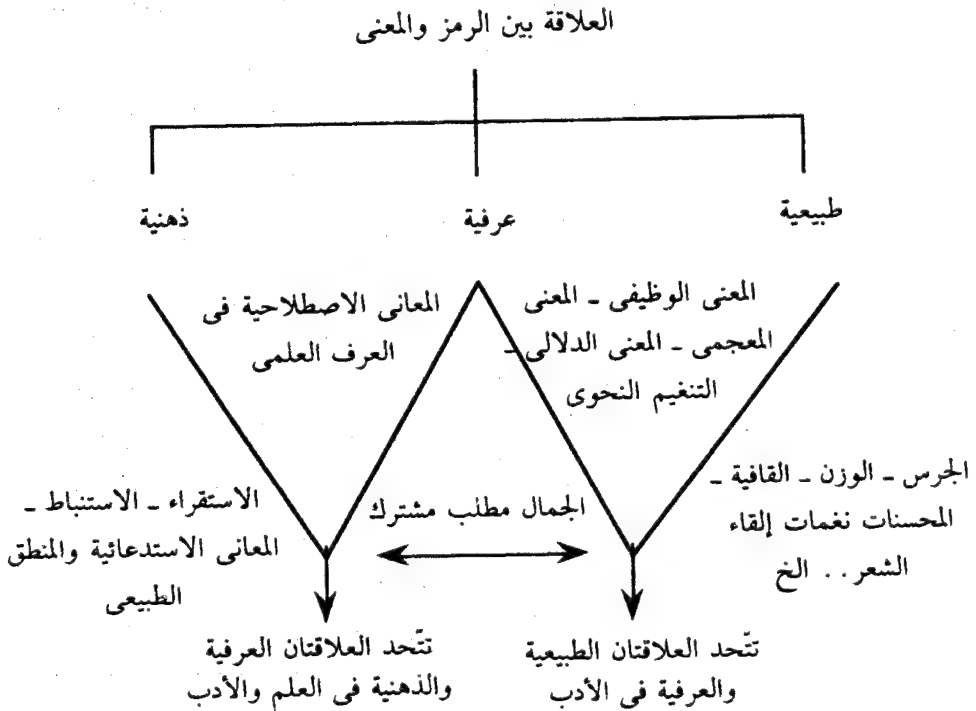 العلاقة بين الرمز والمعنى
طبيعية
عرفية
ذهنية
المعنى الوظيفى ـ المعنى
المعجمى ـ المعنى الدلالى ـ
التنغيم النحوى
المعانى الاصطلاحية فى
العرف العلمى
الجرس ـ الوزن ـ القافية ـ
المحسنات نغمات إلقاء
الشعر . . الخ
الجمال مطلب مشترك
الاستقراء ـ الاستنباط ـ
المعانى الاستدعائية والمنطق
الطبيعى
تتّحد العلاقتان الطبيعية
والعرفية فى الأدب
تتّحد العلاقتان العرفية
والذهنية فى العلم والأدب